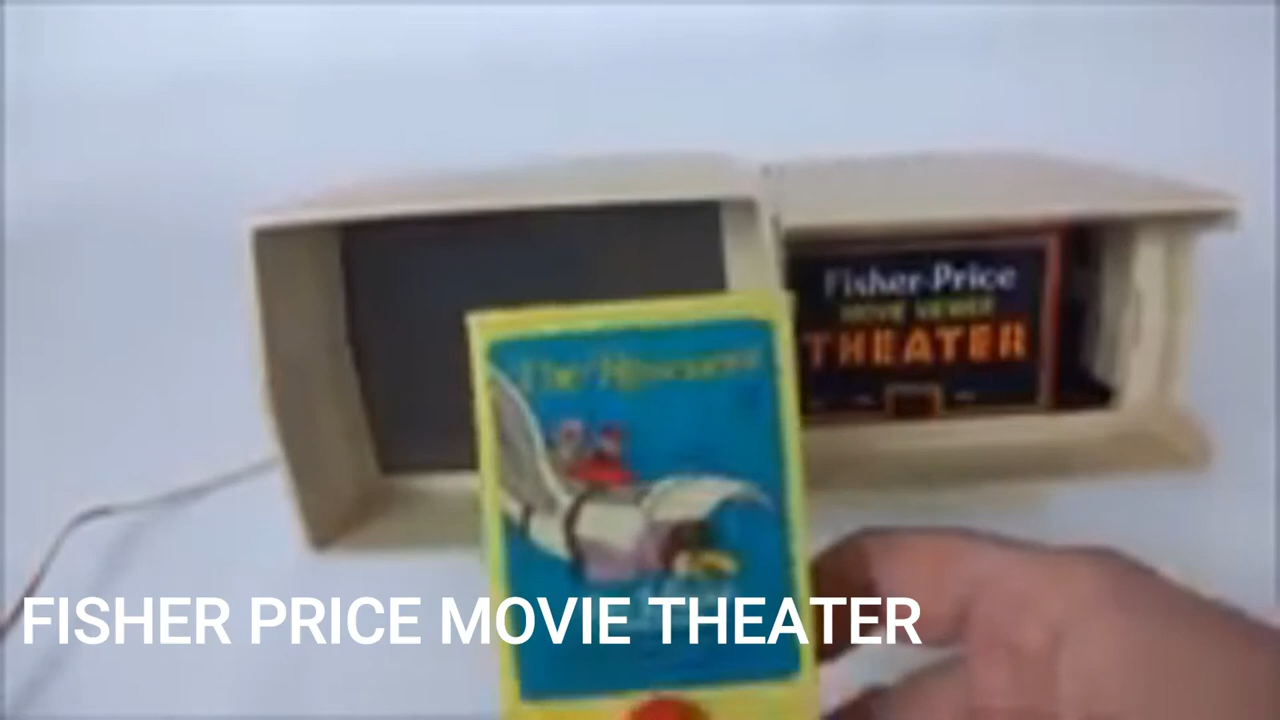 Fisher-Price
MOVIE VIEWER
THEATER
The Rescuers
FISHER PRICE MOVIE THEATER